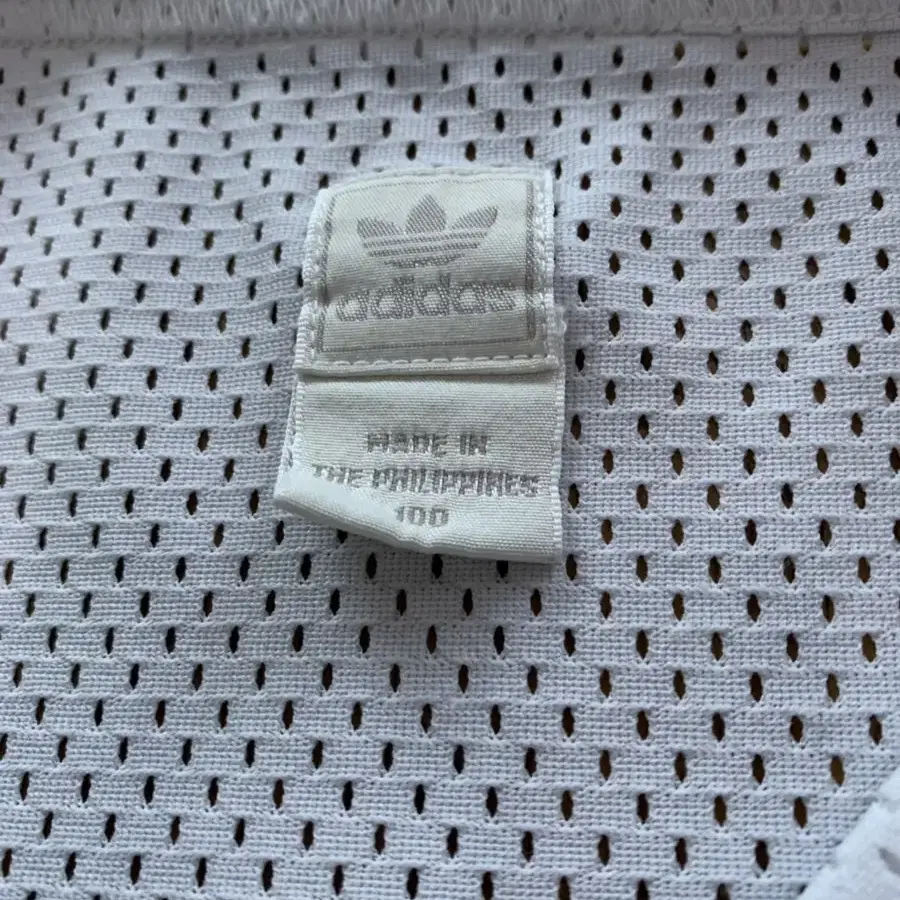 adidas
MADE IN
THE PHILIPPINES
100